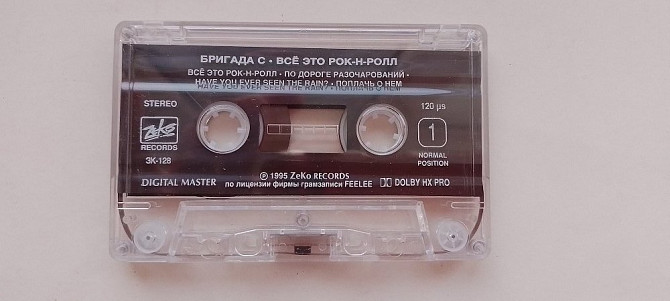 БРИГАДА С • ВСЁ ЭТО РОК-Н-РОЛЛ
ВСЁ ЭТО РОК-Н-РОЛЛ • ПО ДОРОГЕ РАЗОЧАРОВАНИЙ •
HAVE YOU EVER SEEN THE RAIN? • ПОПЛАЧЬ О НЕМ
STEREO
120 µs
ZeKo
RECORDS
ЗК-128
1
NORMAL
POSITION
℗ 1995 ZeKo RECORDS
DIGITAL MASTER
по лицензии фирмы грамзаписи FEELEE
DOLBY HX PRO